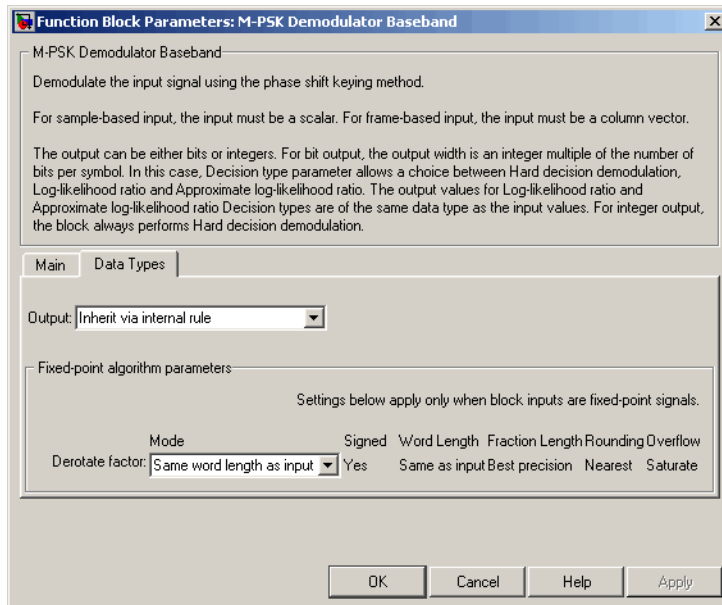 Function Block Parameters: M-PSK Demodulator Baseband
M-PSK Demodulator Baseband
Demodulate the input signal using the phase shift keying method.
For sample-based input, the input must be a scalar. For frame-based input, the input must be a column vector.
The output can be either bits or integers. For bit output, the output width is an integer multiple of the number of
bits per symbol. In this case, Decision type parameter allows a choice between Hard decision demodulation,
Log-likelihood ratio and Approximate log-likelihood ratio. The output values for Log-likelihood ratio and
Approximate log-likelihood ratio Decision types are of the same data type as the input values. For integer output,
the block always performs Hard decision demodulation.
Main Data Types
Output: Inherit via internal rule
Fixed-point algorithm parameters
Settings below apply only when block inputs are fixed-point signals.
Mode Signed Word Length Fraction Length Rounding Overflow
Derotate factor: Same word length as input Yes Same as input Best precision Nearest Saturate
OK Cancel Help Apply